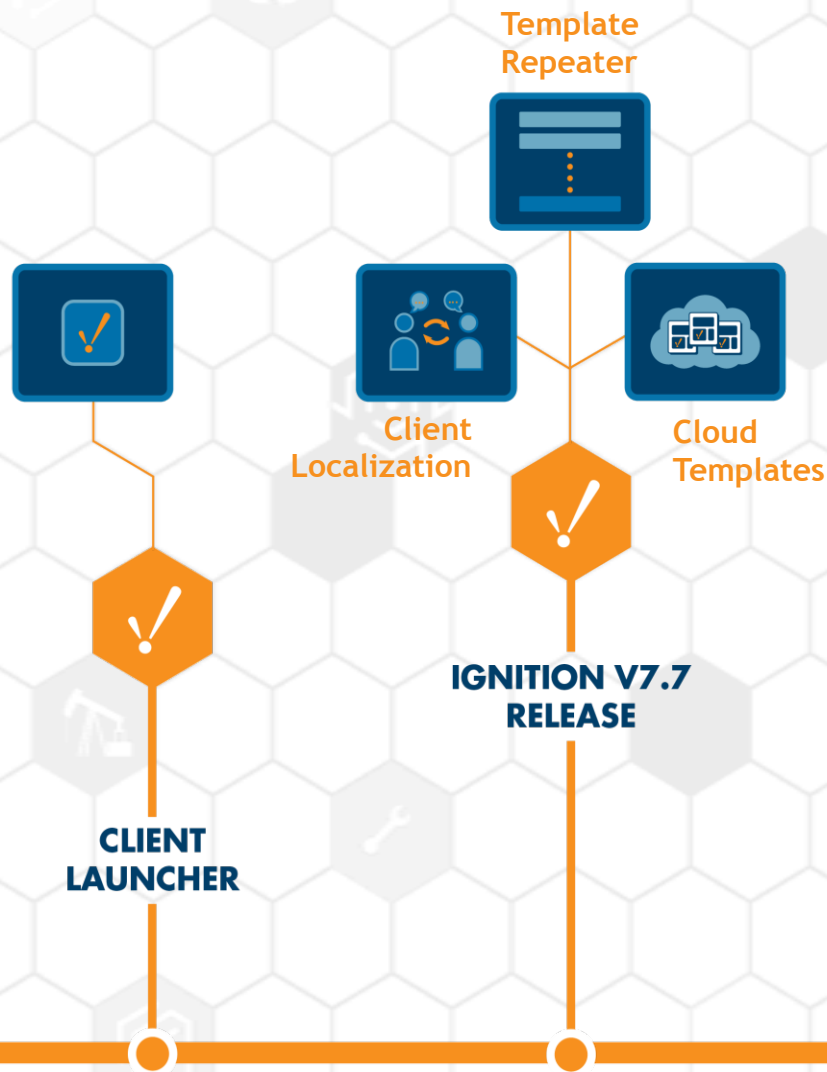 Template
Repeater
Client
Localization
Cloud
Templates
IGNITION V7.7
RELEASE
CLIENT
LAUNCHER